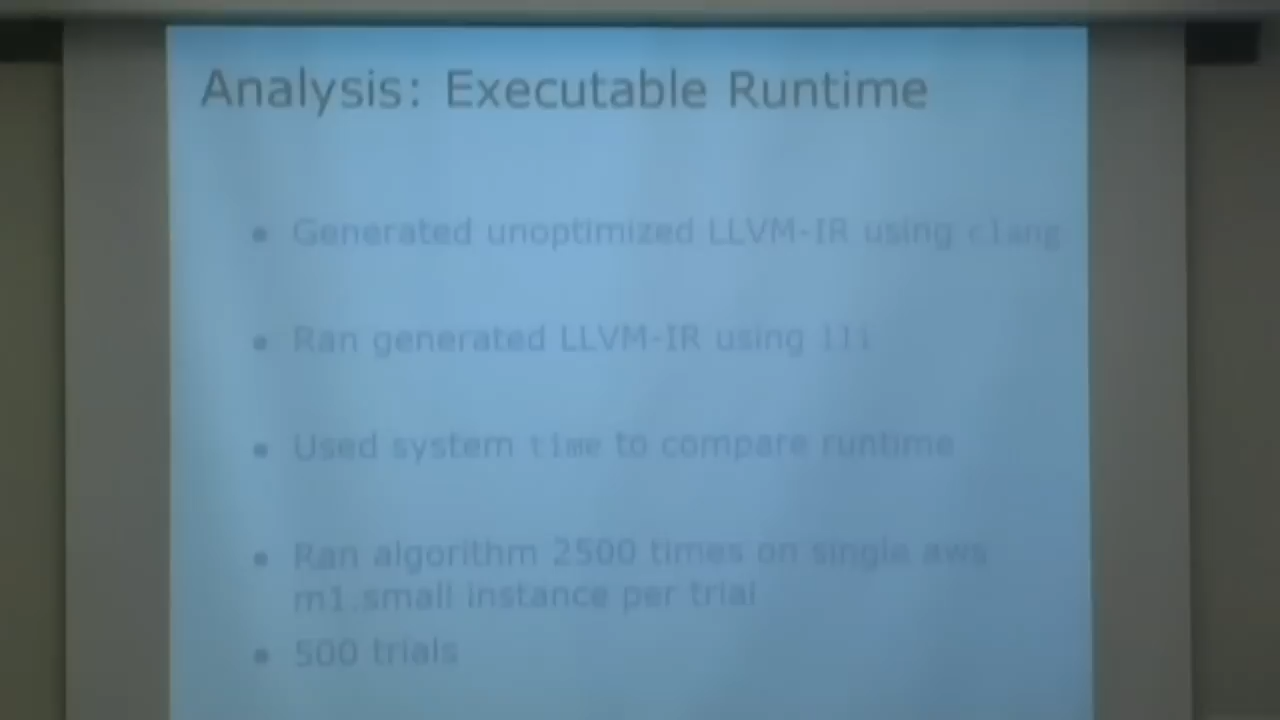 Analysis: Executable Runtime
• Generated unoptimized LLVM-IR using clang
• Ran generated LLVM-IR using lli
• Used system time to compare runtime
• Ran algorithm 2500 times on single aws
m1.small instance per trial
• 500 trials